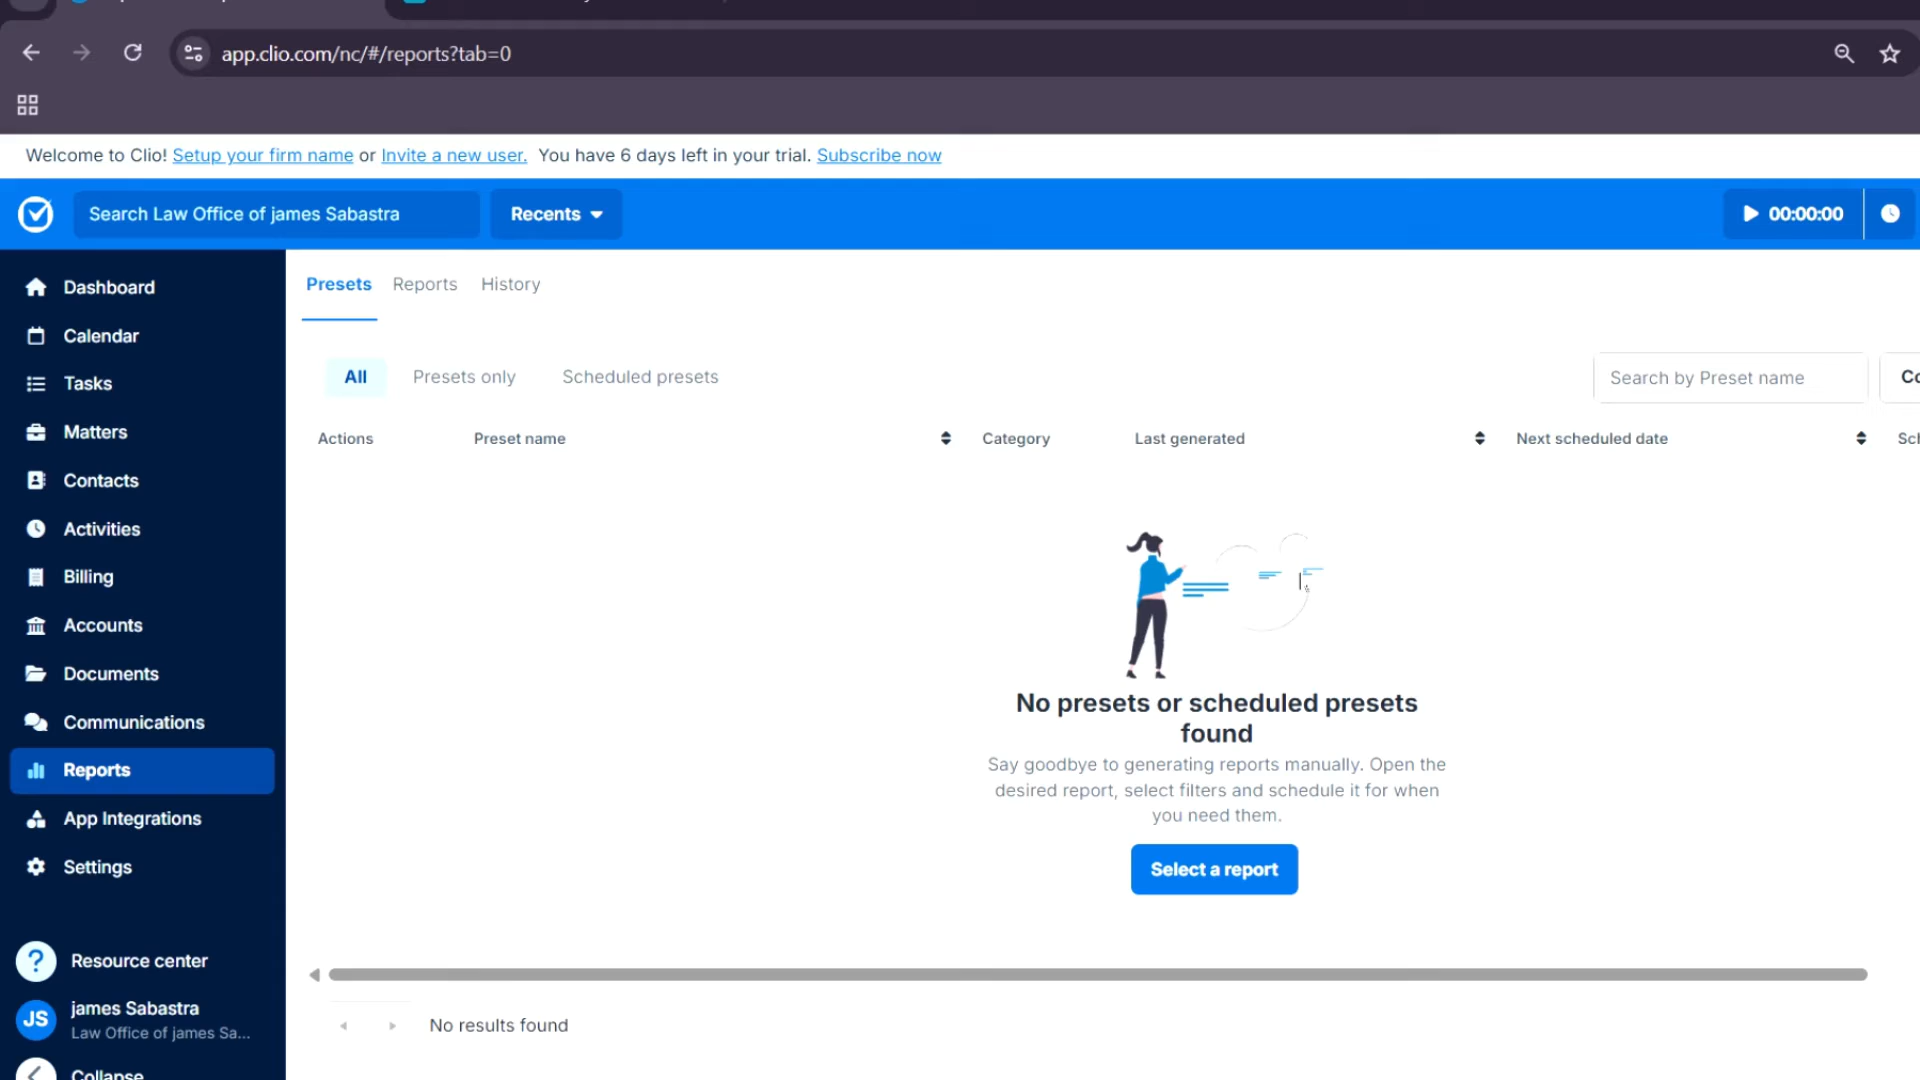 app.clio.com/nc/#/reports?tab=0
Welcome to Clio! Setup your firm name or Invite a new user. You have 6 days left in your trial. Subscribe now
Search Law Office of james Sabastra
Recents
00:00:00
Dashboard
Calendar
Tasks
Matters
Contacts
Activities
Billing
Accounts
Documents
Communications
Reports
App Integrations
Settings
Resource center
JS
james Sabastra
Law Office of james Sa...
Collapse
Presets Reports History
All Presets only Scheduled presets
Search by Preset name
Actions Preset name Category Last generated Next scheduled date
No presets or scheduled presets
found
Say goodbye to generating reports manually. Open the
desired report, select filters and schedule it for when
you need them.
Select a report
No results found